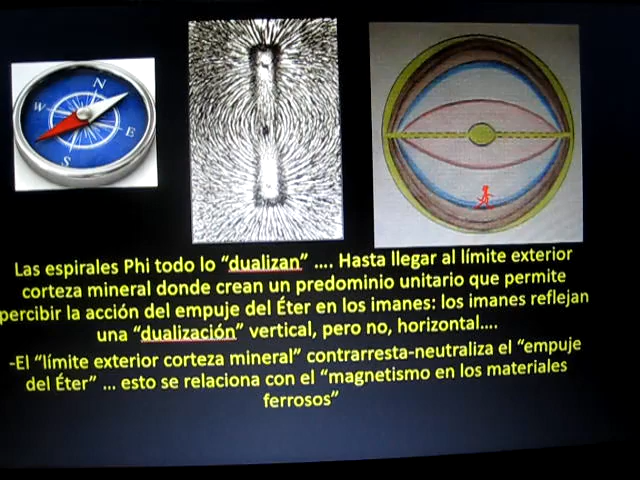 N
W
E
S
Las espirales Phi todo lo “dualizan” .... Hasta llegar al límite exterior
corteza mineral donde crean un predominio unitario que permite
percibir la acción del empuje del Éter en los imanes: los imanes reflejan
una “dualización” vertical, pero no, horizontal....
-El “límite exterior corteza mineral” contrarresta-neutraliza el “empuje
del Éter” ... esto se relaciona con el “magnetismo en los materiales
ferrosos”